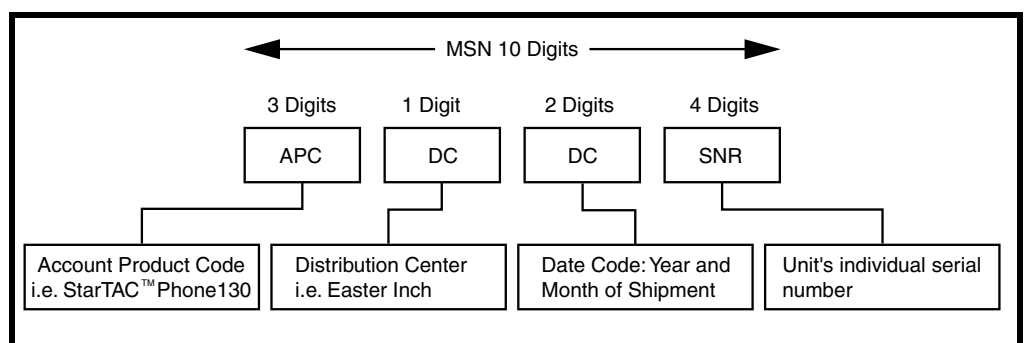 MSN 10 Digits
3 Digits
1 Digit
2 Digits
4 Digits
APC
DC
DC
SNR
Account Product Code
i.e. StarTAC™Phone130
Distribution Center
i.e. Easter Inch
Date Code: Year and
Month of Shipment
Unit's individual serial
number